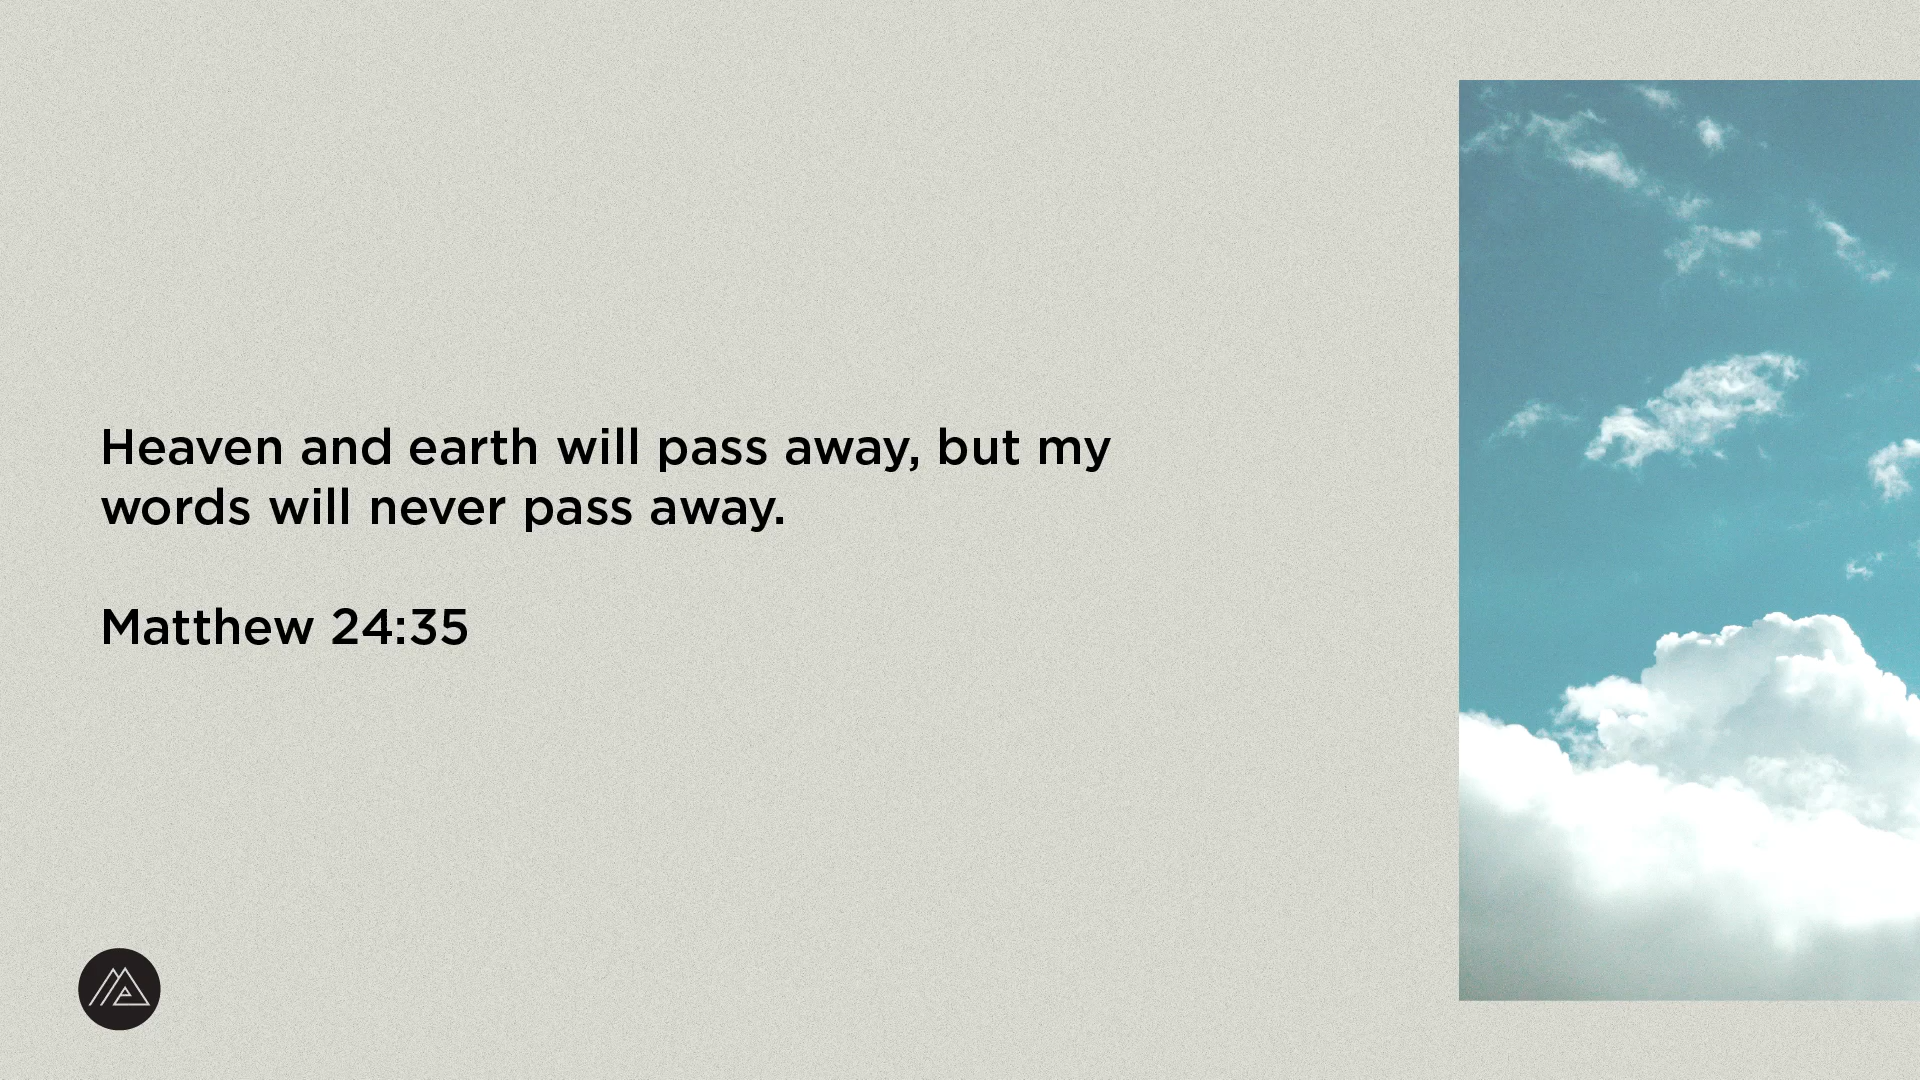 Heaven and earth will pass away, but my
words will never pass away.
Matthew 24:35